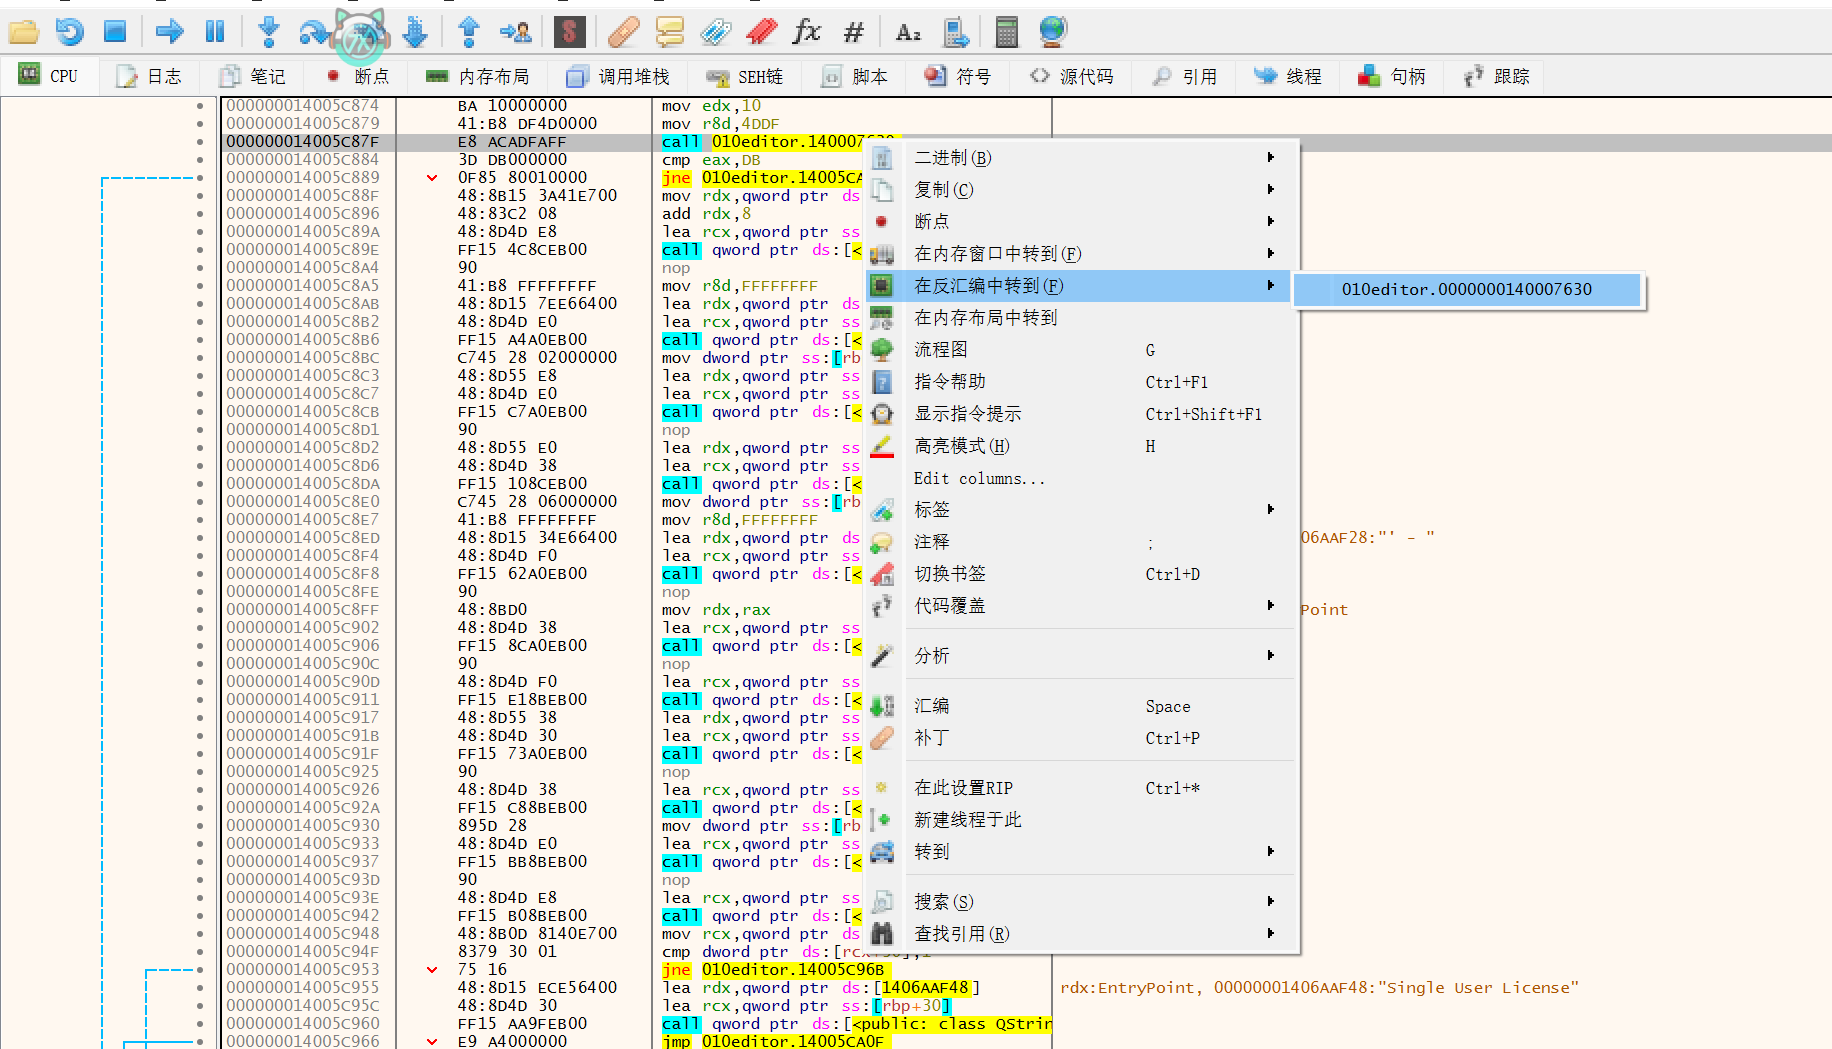 CPU 日志 笔记 断点 内存布局 调用堆栈 SEH链 脚本 符号 源代码 引用 线程 句柄 跟踪
000000014005C874 BA 10000000 mov edx,10
000000014005C879 41:B8 DF4D0000 mov r8d,4DDF
000000014005C87F E8 ACADFAFF call 010editor.140007630
000000014005C884 3D DB000000 cmp eax,DB
000000014005C889 0F85 80010000 jne 010editor.14005CA
000000014005C88F 48:8B15 3A41E700 mov rdx,qword ptr ds
000000014005C896 48:83C2 08 add rdx,8
000000014005C89A 48:8D4D E8 lea rcx,qword ptr ss
000000014005C89E FF15 4C8CEB00 call qword ptr ds:[<
000000014005C8A4 90 nop
000000014005C8A5 41:B8 FFFFFFFF mov r8d,FFFFFFFF
000000014005C8AB 48:8D15 7EE66400 lea rdx,qword ptr ds
000000014005C8B2 48:8D4D E0 lea rcx,qword ptr ss
000000014005C8B6 FF15 A4A0EB00 call qword ptr ds:[<
000000014005C8BC C745 28 02000000 mov dword ptr ss:[rb
000000014005C8C3 48:8D55 E8 lea rdx,qword ptr ss
000000014005C8C7 48:8D4D E0 lea rcx,qword ptr ss
000000014005C8CB FF15 C7A0EB00 call qword ptr ds:[<
000000014005C8D1 90 nop
000000014005C8D2 48:8D55 E0 lea rdx,qword ptr ss
000000014005C8D6 48:8D4D 38 lea rcx,qword ptr ss
000000014005C8DA FF15 108CEB00 call qword ptr ds:[<
000000014005C8E0 C745 28 06000000 mov dword ptr ss:[rb
000000014005C8E7 41:B8 FFFFFFFF mov r8d,FFFFFFFF
000000014005C8ED 48:8D15 34E66400 lea rdx,qword ptr ds 06AAF28:"' - "
000000014005C8F4 48:8D4D F0 lea rcx,qword ptr ss
000000014005C8F8 FF15 62A0EB00 call qword ptr ds:[<
000000014005C8FE 90 nop
000000014005C8FF 48:8BD0 mov rdx,rax Point
000000014005C902 48:8D4D 38 lea rcx,qword ptr ss
000000014005C906 FF15 8CA0EB00 call qword ptr ds:[<
000000014005C90C 90 nop
000000014005C90D 48:8D4D F0 lea rcx,qword ptr ss
000000014005C911 FF15 E18BEB00 call qword ptr ds:[<
000000014005C917 48:8D55 38 lea rdx,qword ptr ss
000000014005C91B 48:8D4D 30 lea rcx,qword ptr ss
000000014005C91F FF15 73A0EB00 call qword ptr ds:[<
000000014005C925 90 nop
000000014005C926 48:8D4D 38 lea rcx,qword ptr ss
000000014005C92A FF15 C88BEB00 call qword ptr ds:[<
000000014005C930 895D 28 mov dword ptr ss:[rb
000000014005C933 48:8D4D E0 lea rcx,qword ptr ss
000000014005C937 FF15 BB8BEB00 call qword ptr ds:[<
000000014005C93D 90 nop
000000014005C93E 48:8D4D E8 lea rcx,qword ptr ss
000000014005C942 FF15 B08BEB00 call qword ptr ds:[<
000000014005C948 48:8B0D 8140E700 mov rcx,qword ptr ds
000000014005C94F 8379 30 01 cmp dword ptr ds:[rcx+30],1
000000014005C953 75 16 jne 010editor.14005C96B
000000014005C955 48:8D15 ECE56400 lea rdx,qword ptr ds:[1406AAF48] rdx:EntryPoint, 00000001406AAF48:"Single User License"
000000014005C95C 48:8D4D 30 lea rcx,qword ptr ss:[rbp+30]
000000014005C960 FF15 AA9FEB00 call qword ptr ds:[<public: class QStrin
000000014005C966 E9 A4000000 jmp 010editor.14005CA0F
二进制(B)
复制(C)
断点
在内存窗口中转到(F)
在反汇编中转到(F) 010editor.0000000140007630
在内存布局中转到
流程图 G
指令帮助 Ctrl+F1
显示指令提示 Ctrl+Shift+F1
高亮模式(H) H
Edit columns...
标签
注释 ;
切换书签 Ctrl+D
代码覆盖
分析
汇编 Space
补丁 Ctrl+P
在此设置RIP Ctrl+*
新建线程于此
转到
搜索(S)
查找引用(R)